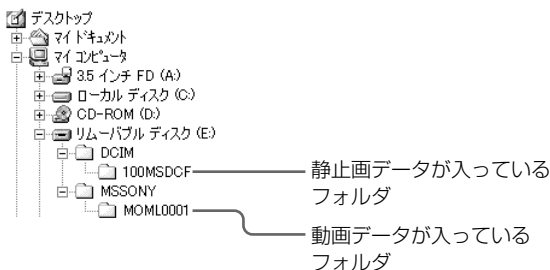 デスクトップ
マイ ドキュメント
マイ コンピュータ
3.5 インチ FD (A:)
ローカル ディスク (C:)
CD-ROM (D:)
リムーバブル ディスク (E:)
DCIM
100MSDCF
静止画データが入っている
フォルダ
MSSONY
MOML0001
動画データが入っている
フォルダ